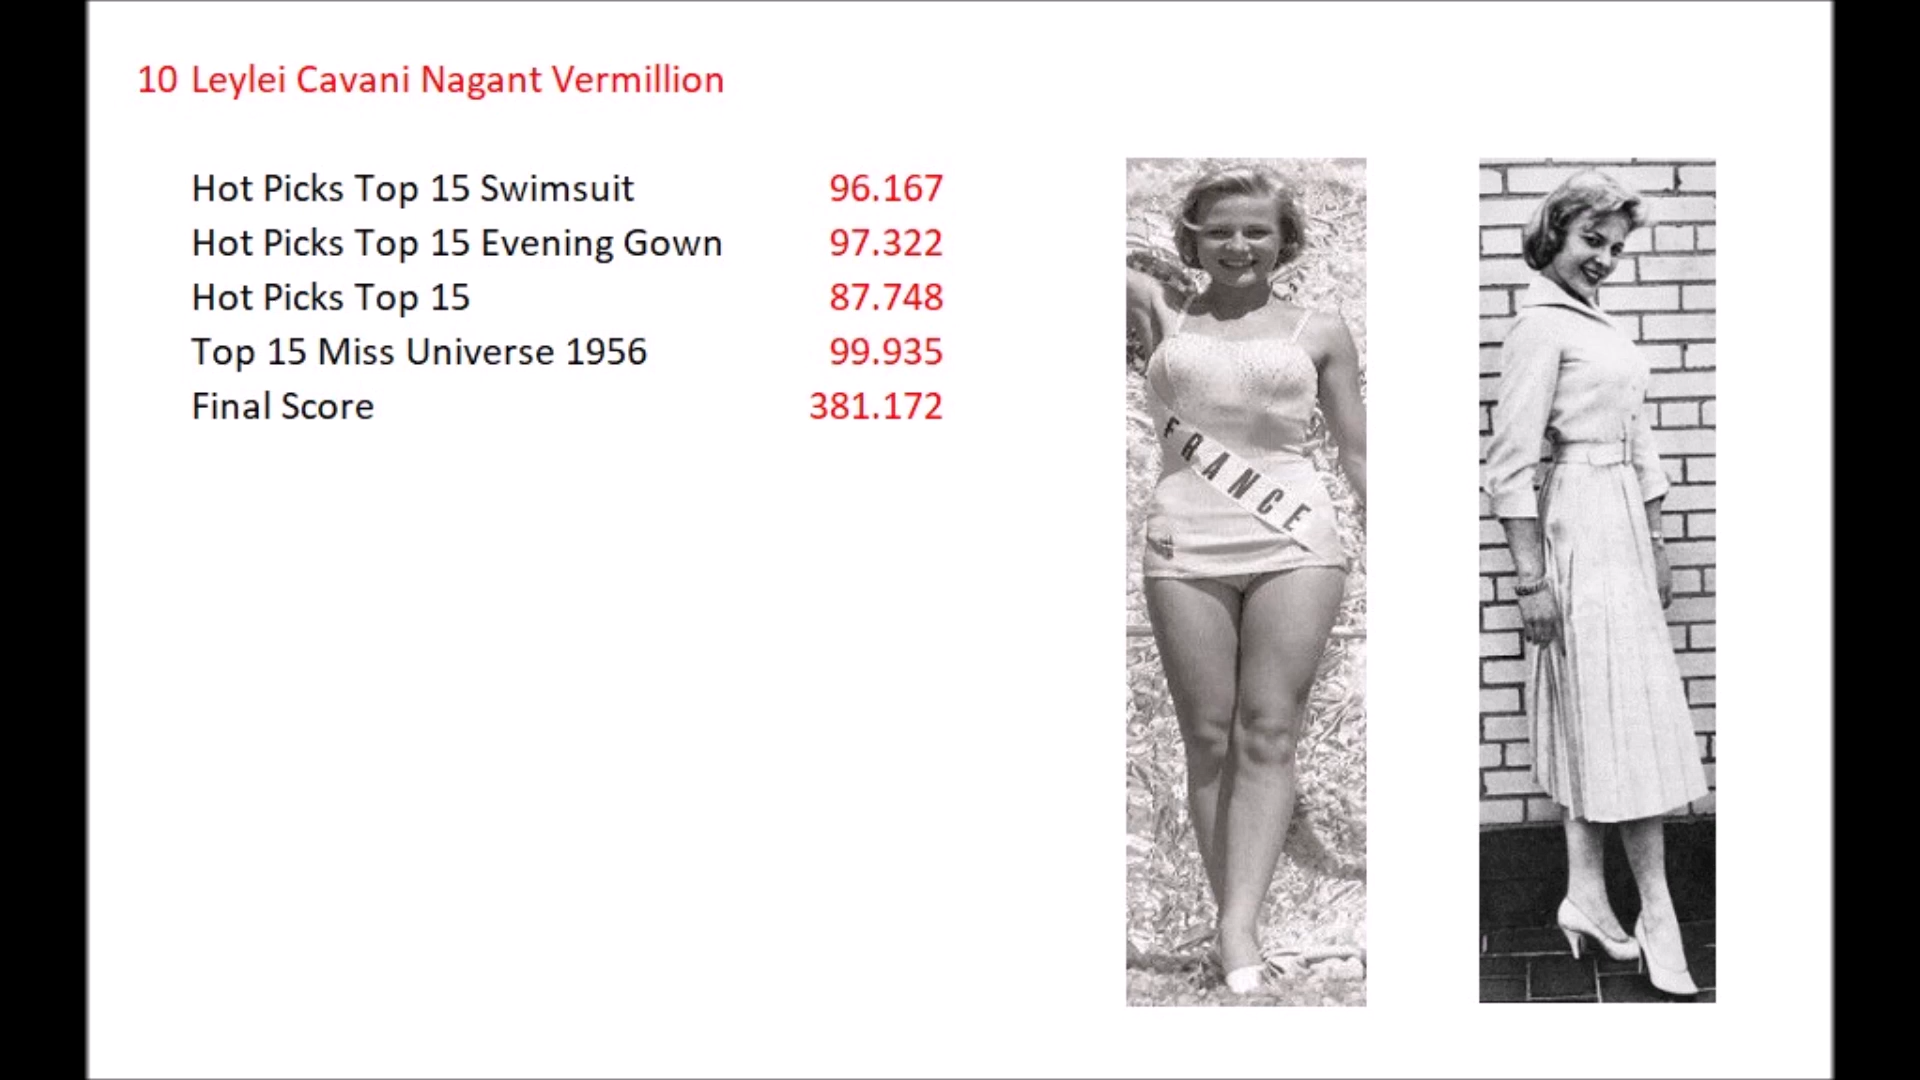 10 Leylei Cavani Nagant Vermillion
Hot Picks Top 15 Swimsuit 96.167
Hot Picks Top 15 Evening Gown 97.322
Hot Picks Top 15 87.748
Top 15 Miss Universe 1956 99.935
Final Score 381.172
FRANCE